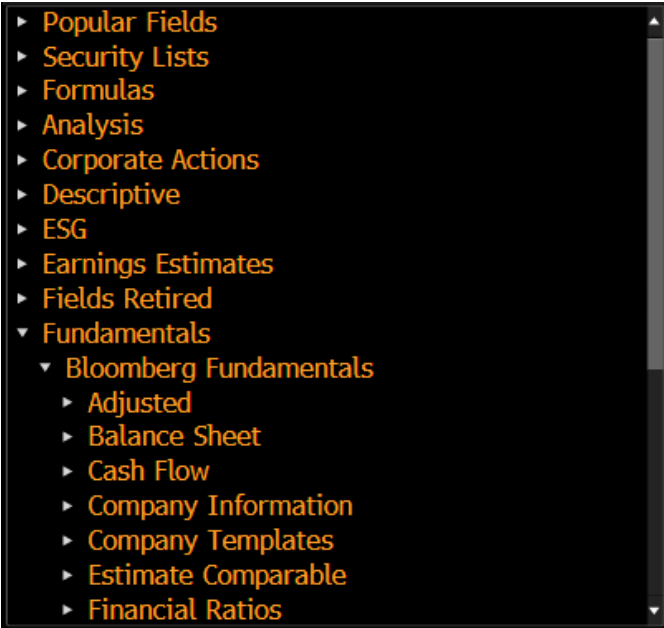 Popular Fields
Security Lists
Formulas
Analysis
Corporate Actions
Descriptive
ESG
Earnings Estimates
Fields Retired
Fundamentals
Bloomberg Fundamentals
Adjusted
Balance Sheet
Cash Flow
Company Information
Company Templates
Estimate Comparable
Financial Ratios